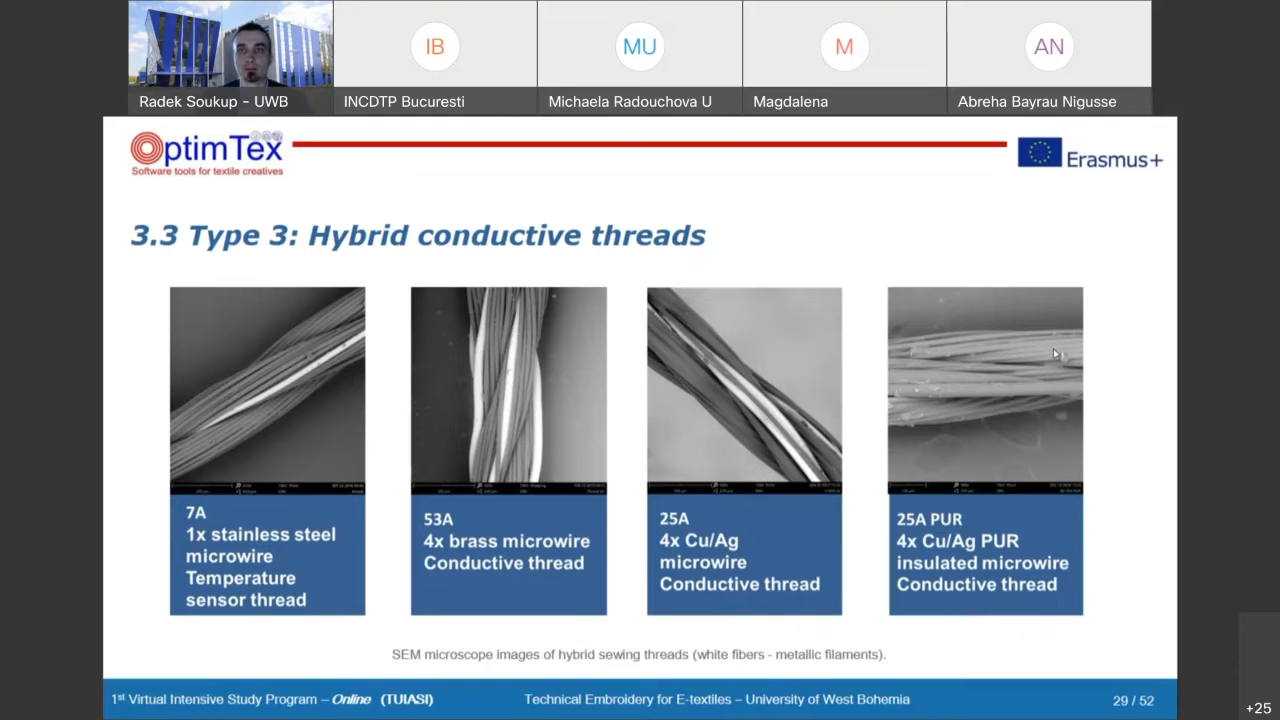 IB
MU
M
AN
Radek Soukup - UWB
INCDTP Bucuresti
Michaela Radouchova U
Magdalena
Abreha Bayrau Nigusse
OptimTex
Software tools for textile creatives
Erasmus+
3.3 Type 3: Hybrid conductive threads
7A
1x stainless steel
microwire
Temperature
sensor thread
53A
4x brass microwire
Conductive thread
25A
4x Cu/Ag
microwire
Conductive thread
25A PUR
4x Cu/Ag PUR
insulated microwire
Conductive thread
SEM microscope images of hybrid sewing threads (white fibers - metallic filaments).
1st Virtual Intensive Study Program – Online (TUIASI)
Technical Embroidery for E-textiles – University of West Bohemia
29 / 52
+25